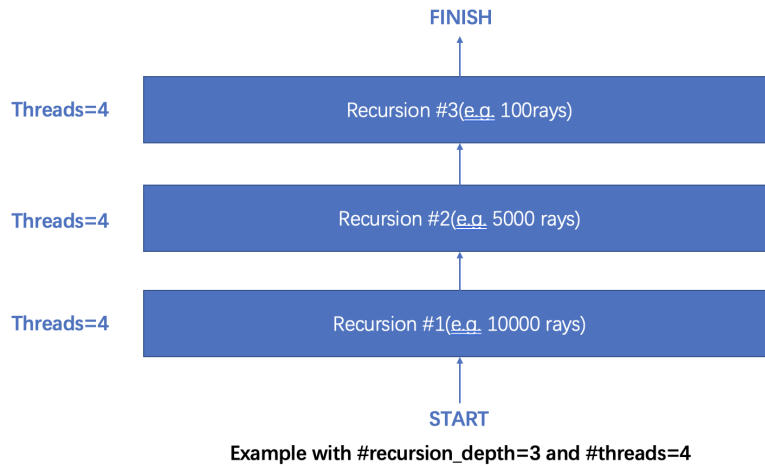 FINISH
Threads=4
Recursion #3(e.g. 100rays)
Threads=4
Recursion #2(e.g. 5000 rays)
Threads=4
Recursion #1(e.g. 10000 rays)
START
Example with #recursion_depth=3 and #threads=4